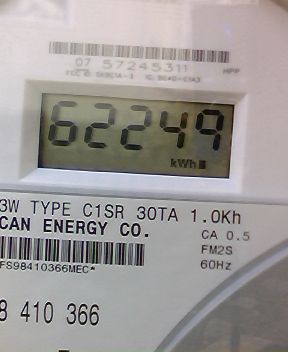 07 57245311
HPP
62249
kWh
3W TYPE C1SR 30TA 1.0Kh
CAN ENERGY CO.
CA 0.5
FM2S
FS98410366MEC*
60Hz
8 410 366